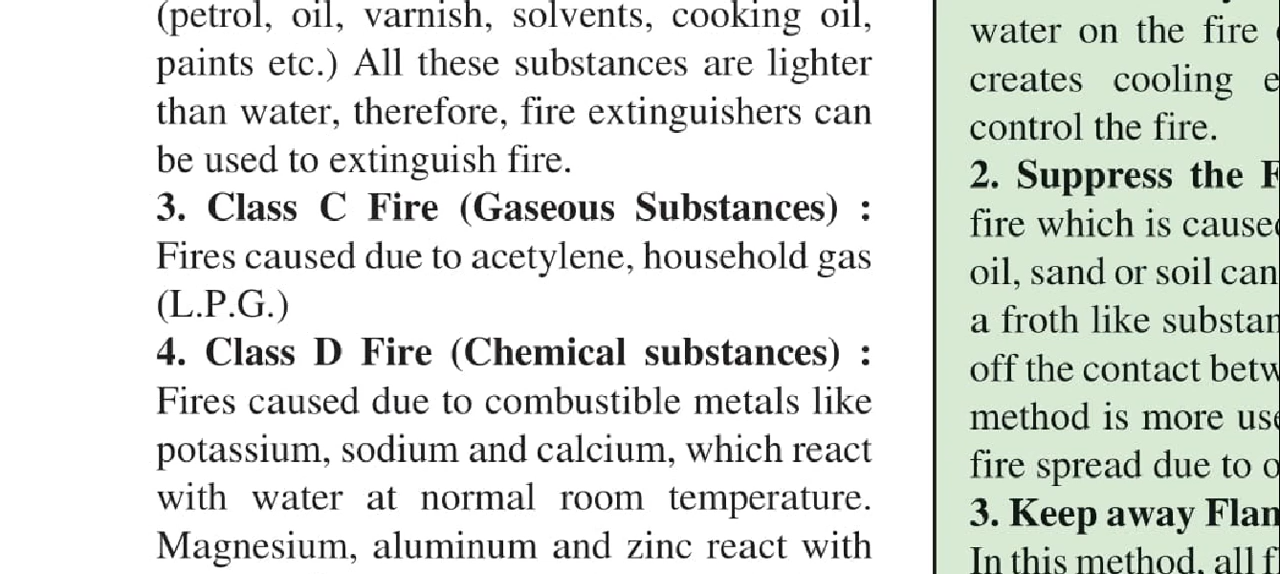 (petrol, oil, varnish, solvents, cooking oil,
paints etc.) All these substances are lighter
than water, therefore, fire extinguishers can
be used to extinguish fire.
3. Class C Fire (Gaseous Substances) :
Fires caused due to acetylene, household gas
(L.P.G.)
4. Class D Fire (Chemical substances) :
Fires caused due to combustible metals like
potassium, sodium and calcium, which react
with water at normal room temperature.
Magnesium, aluminum and zinc react with
water on the fire
creates cooling
control the fire.
2. Suppress the
fire which is
oil, sand or soil can
a froth like
off the contact
method is more
fire spread due to
3. Keep away
In this method, all